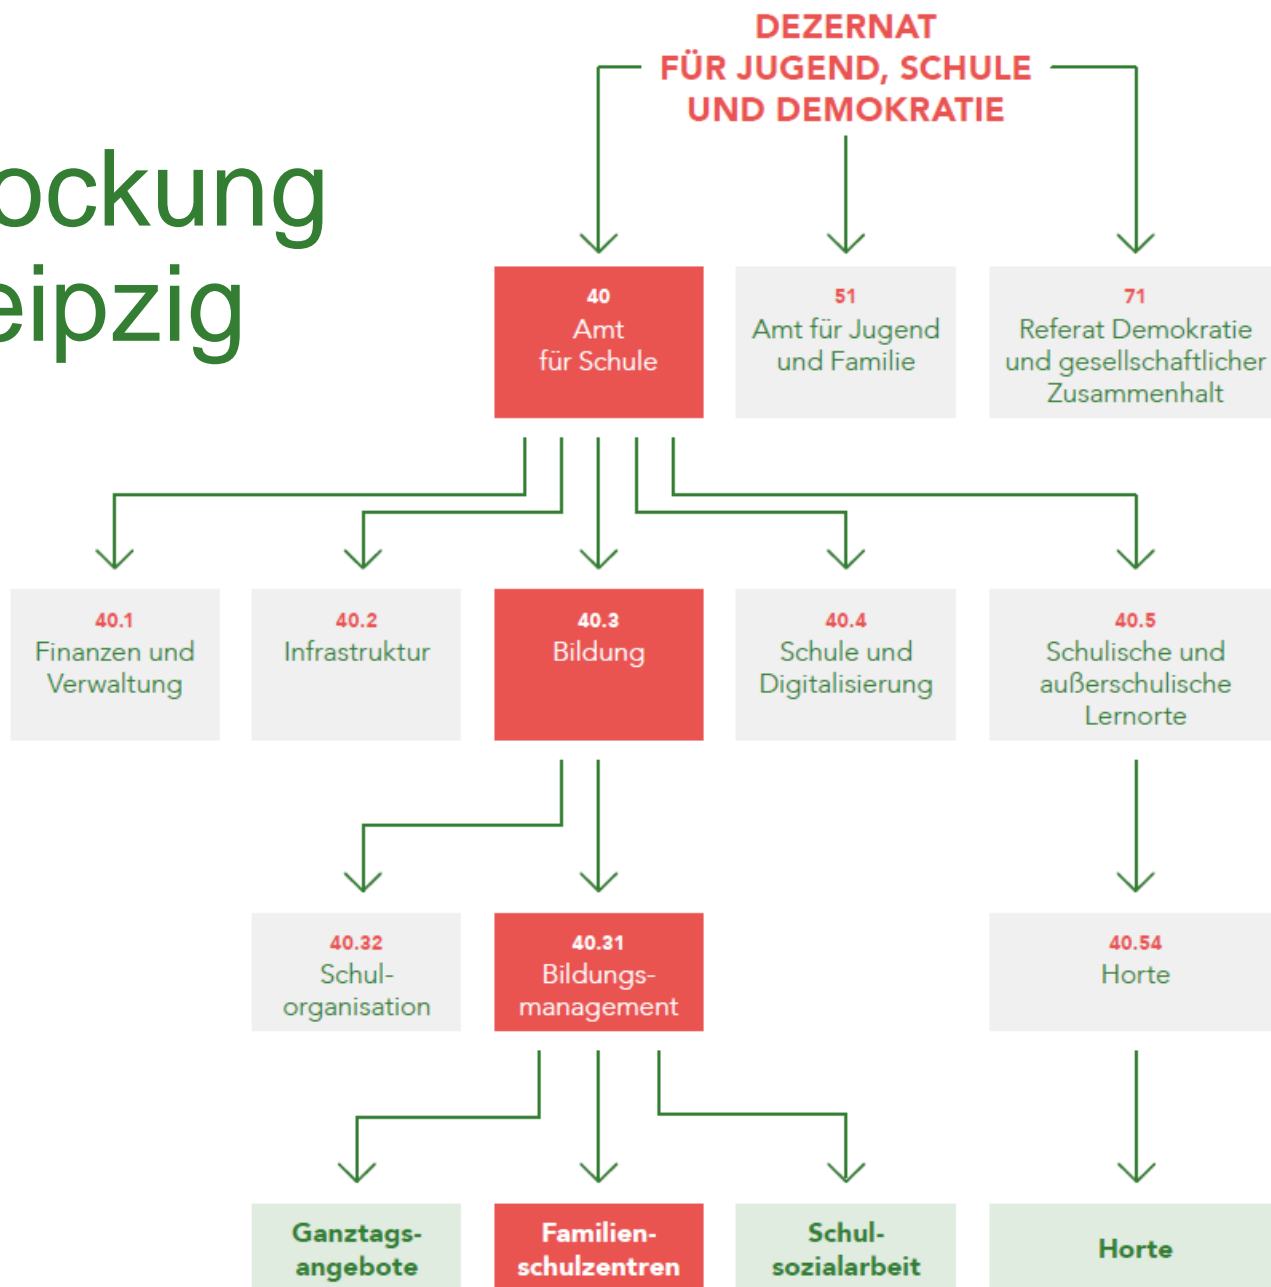 DEZERNAT
FÜR JUGEND, SCHULE
UND DEMOKRATIE
ockung
eipzig
40
Amt
für Schule
51
Amt für Jugend
und Familie
71
Referat Demokratie
und gesellschaftlicher
Zusammenhalt
40.1
Finanzen und
Verwaltung
40.2
Infrastruktur
40.3
Bildung
40.4
Schule und
Digitalisierung
40.5
Schulische und
außerschulische
Lernorte
40.32
Schul-
organisation
40.31
Bildungs-
management
40.54
Horte
Ganztags-
angebote
Familien-
schulzentren
Schul-
sozialarbeit
Horte